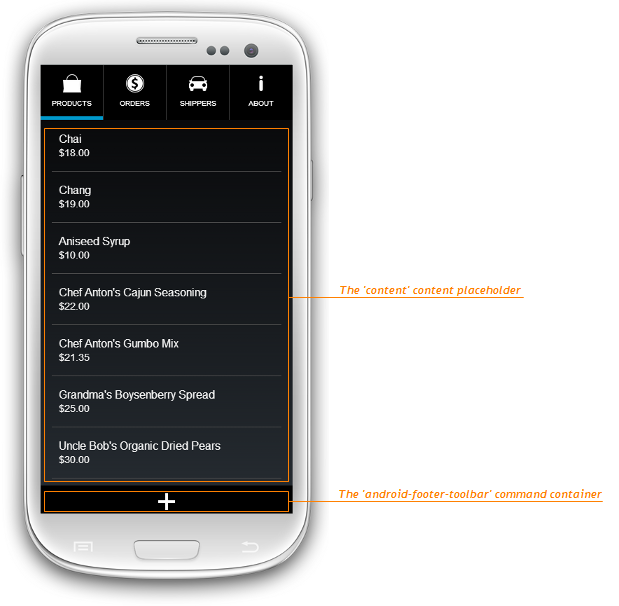 PRODUCTS ORDERS SHIPPERS ABOUT
Chai
$18.00
Chang
$19.00
Aniseed Syrup
$10.00
Chef Anton's Cajun Seasoning
$22.00
The 'content' content placeholder
Chef Anton's Gumbo Mix
$21.35
Grandma's Boysenberry Spread
$25.00
Uncle Bob's Organic Dried Pears
$30.00
The 'android-footer-toolbar' command container